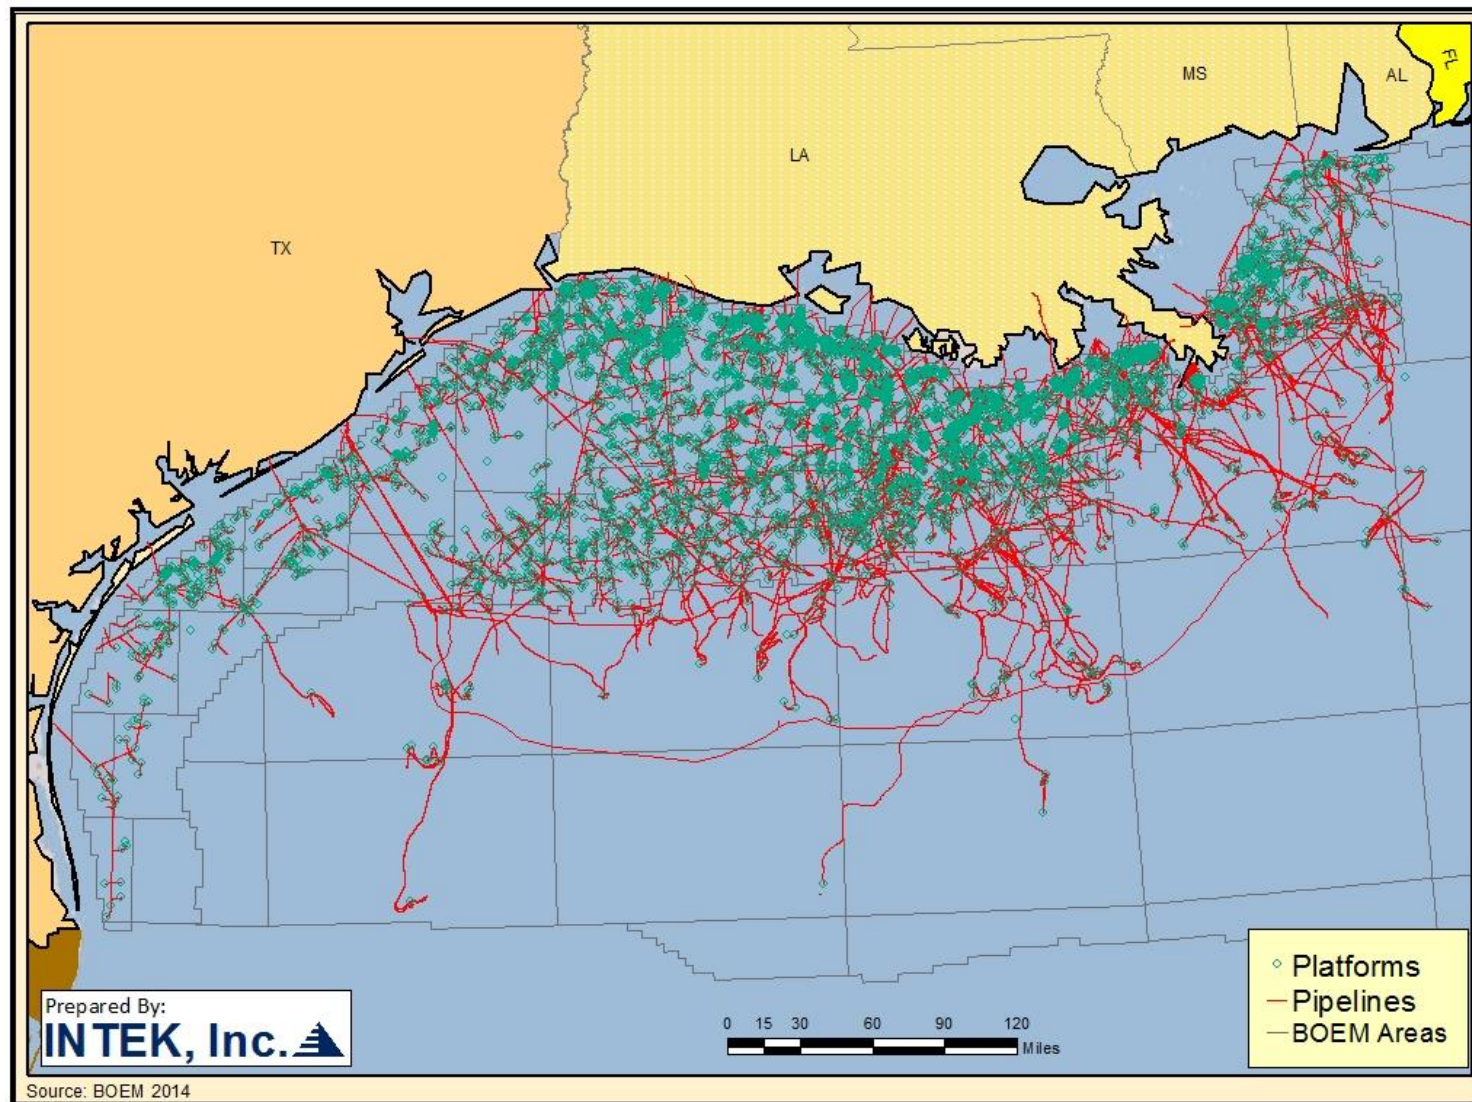 FL
MS
AL
LA
TX
Platforms
Pipelines
BOEM Areas
Prepared By:
INTEK, Inc.
0 15 30 60 90 120
Miles
Source: BOEM 2014